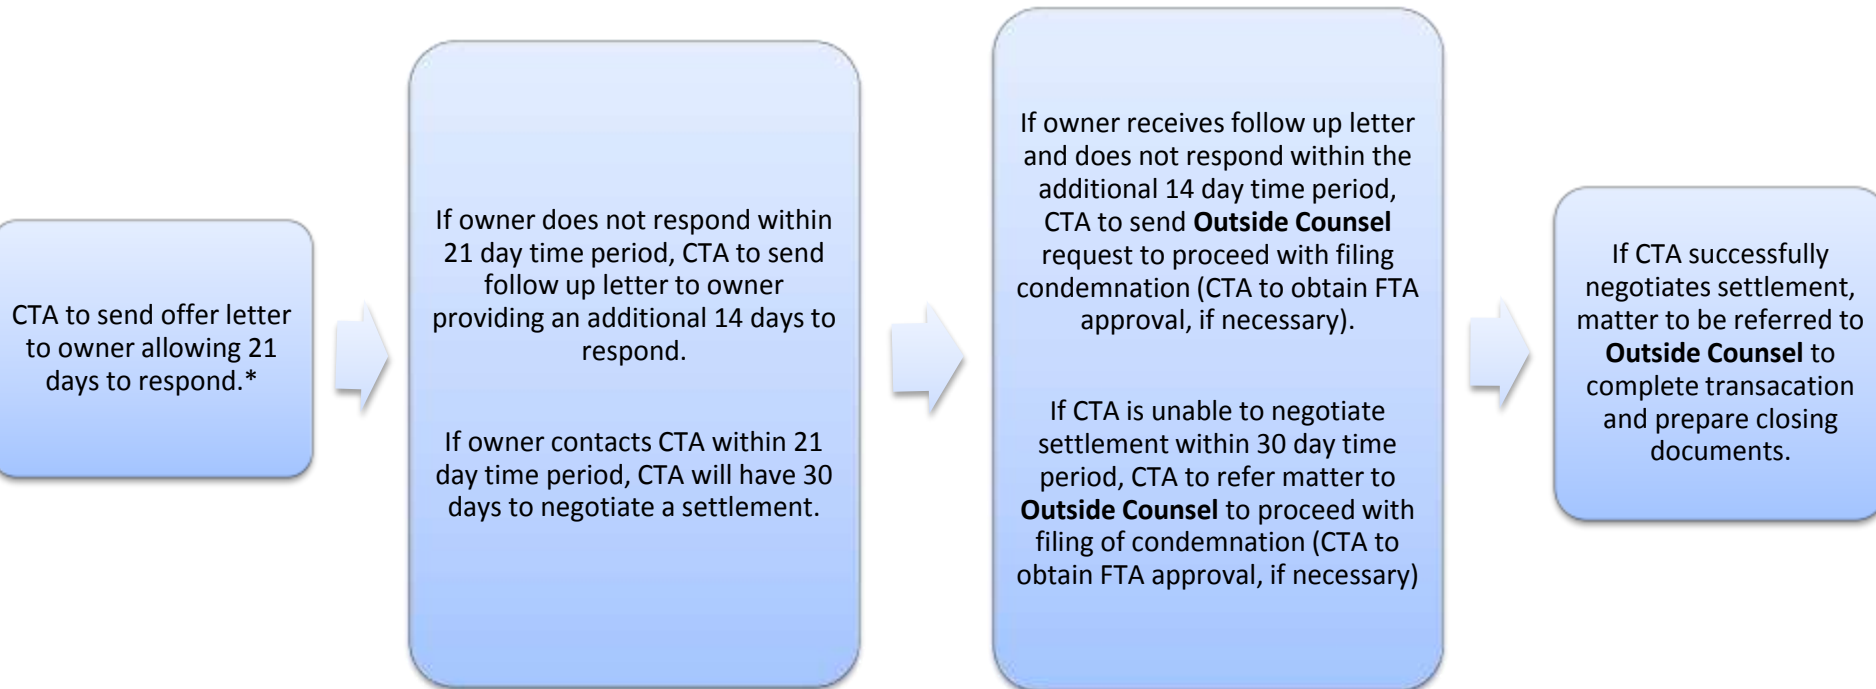 CTA to send offer letter
to owner allowing 21
days to respond.*
If owner does not respond within
21 day time period, CTA to send
follow up letter to owner
providing an additional 14 days to
respond.
If owner contacts CTA within 21
day time period, CTA will have 30
days to negotiate a settlement.
If owner receives follow up letter
and does not respond within the
additional 14 day time period,
CTA to send Outside Counsel
request to proceed with filing
condemnation (CTA to obtain FTA
approval, if necessary).
If CTA is unable to negotiate
settlement within 30 day time
period, CTA to refer matter to
Outside Counsel to proceed with
filing of condemnation (CTA to
obtain FTA approval, if necessary)
If CTA successfully
negotiates settlement,
matter to be referred to
Outside Counsel to
complete transacation
and prepare closing
documents.